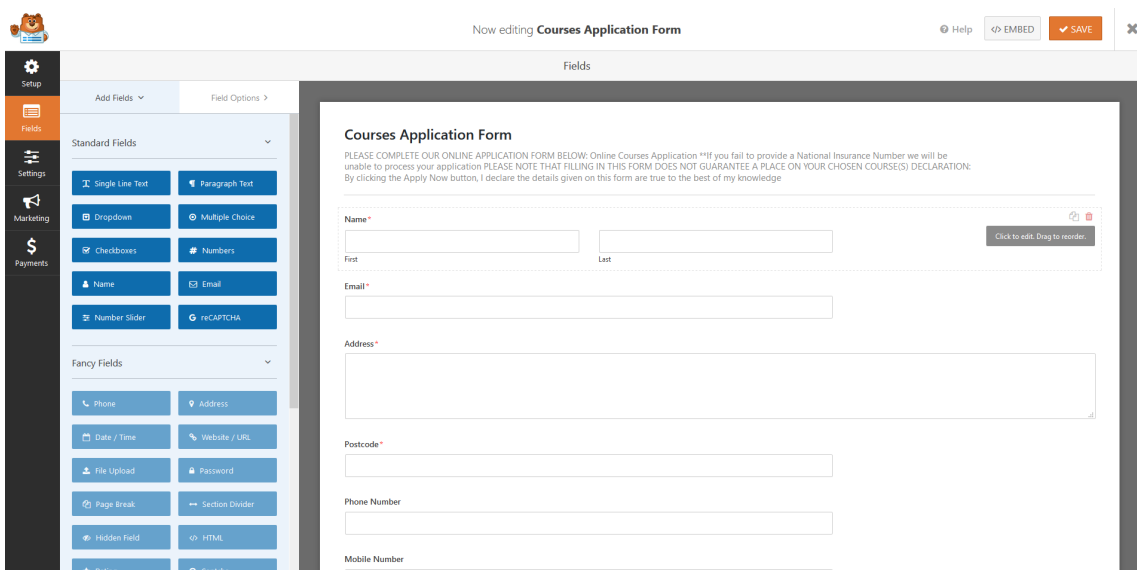 Now editing Courses Application Form
Help
</> EMBED
SAVE
Setup
Fields
Settings
Marketing
Payments
Fields
Add Fields
Field Options
Standard Fields
Single Line Text
Paragraph Text
Dropdown
Multiple Choice
Checkboxes
# Numbers
Name
Email
Number Slider
G reCAPTCHA
Fancy Fields
Phone
Address
Date / Time
Website / URL
File Upload
Password
Page Break
Section Divider
Hidden Field
</> HTML
Courses Application Form
PLEASE COMPLETE OUR ONLINE APPLICATION FORM BELOW: Online Courses Application **If you fail to provide a National Insurance Number we will be
unable to process your application PLEASE NOTE THAT FILLING IN THIS FORM DOES NOT GUARANTEE A PLACE ON YOUR CHOSEN COURSE(S) DECLARATION:
By clicking the Apply Now button, I declare the details given on this form are true to the best of my knowledge
Name *
Click to edit. Drag to reorder.
First
Last
Email *
Address *
Postcode *
Phone Number
Mobile Number